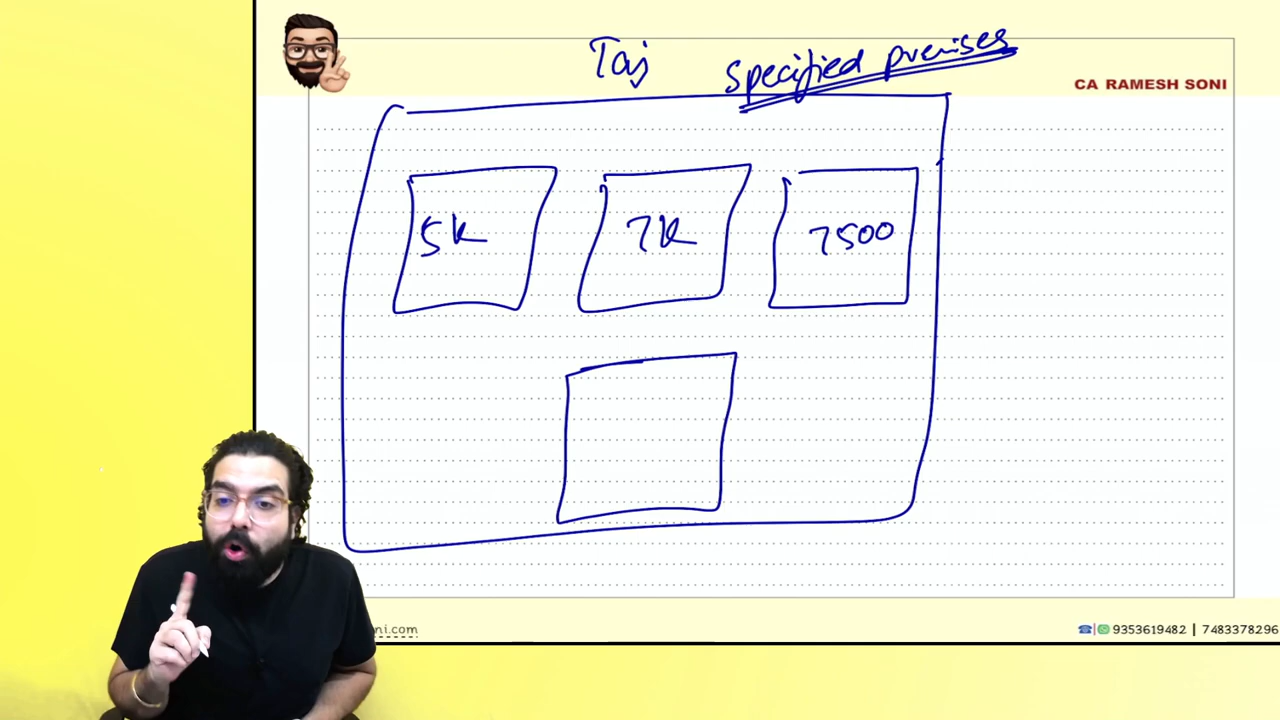 Taj
Specified premises
CA RAMESH SONI
5k
7k
7500
ni.com
9353619482 | 7483378296